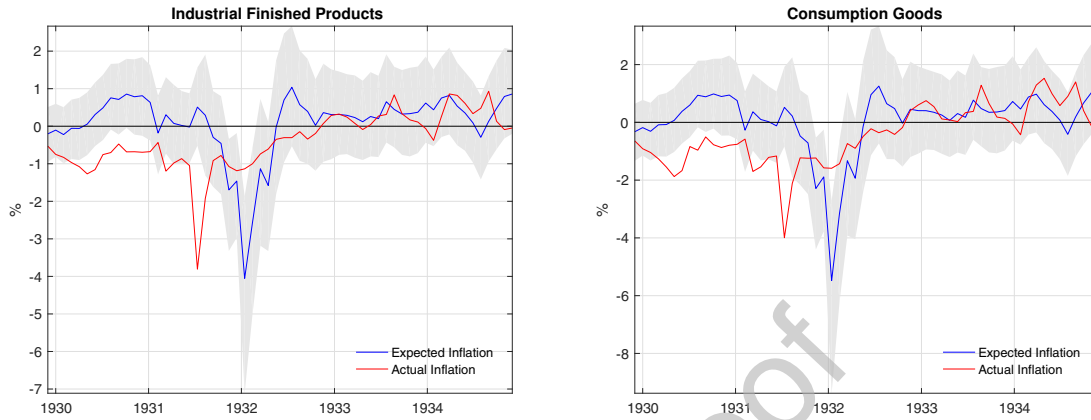 Industrial Finished Products
2
1
0
-1
-2
-3
-4
-5
-6
-7
%
Expected Inflation
Actual Inflation
1930 1931 1932 1933 1934
Consumption Goods
2
0
-2
-4
-6
-8
%
Expected Inflation
Actual Inflation
1930 1931 1932 1933 1934
oof